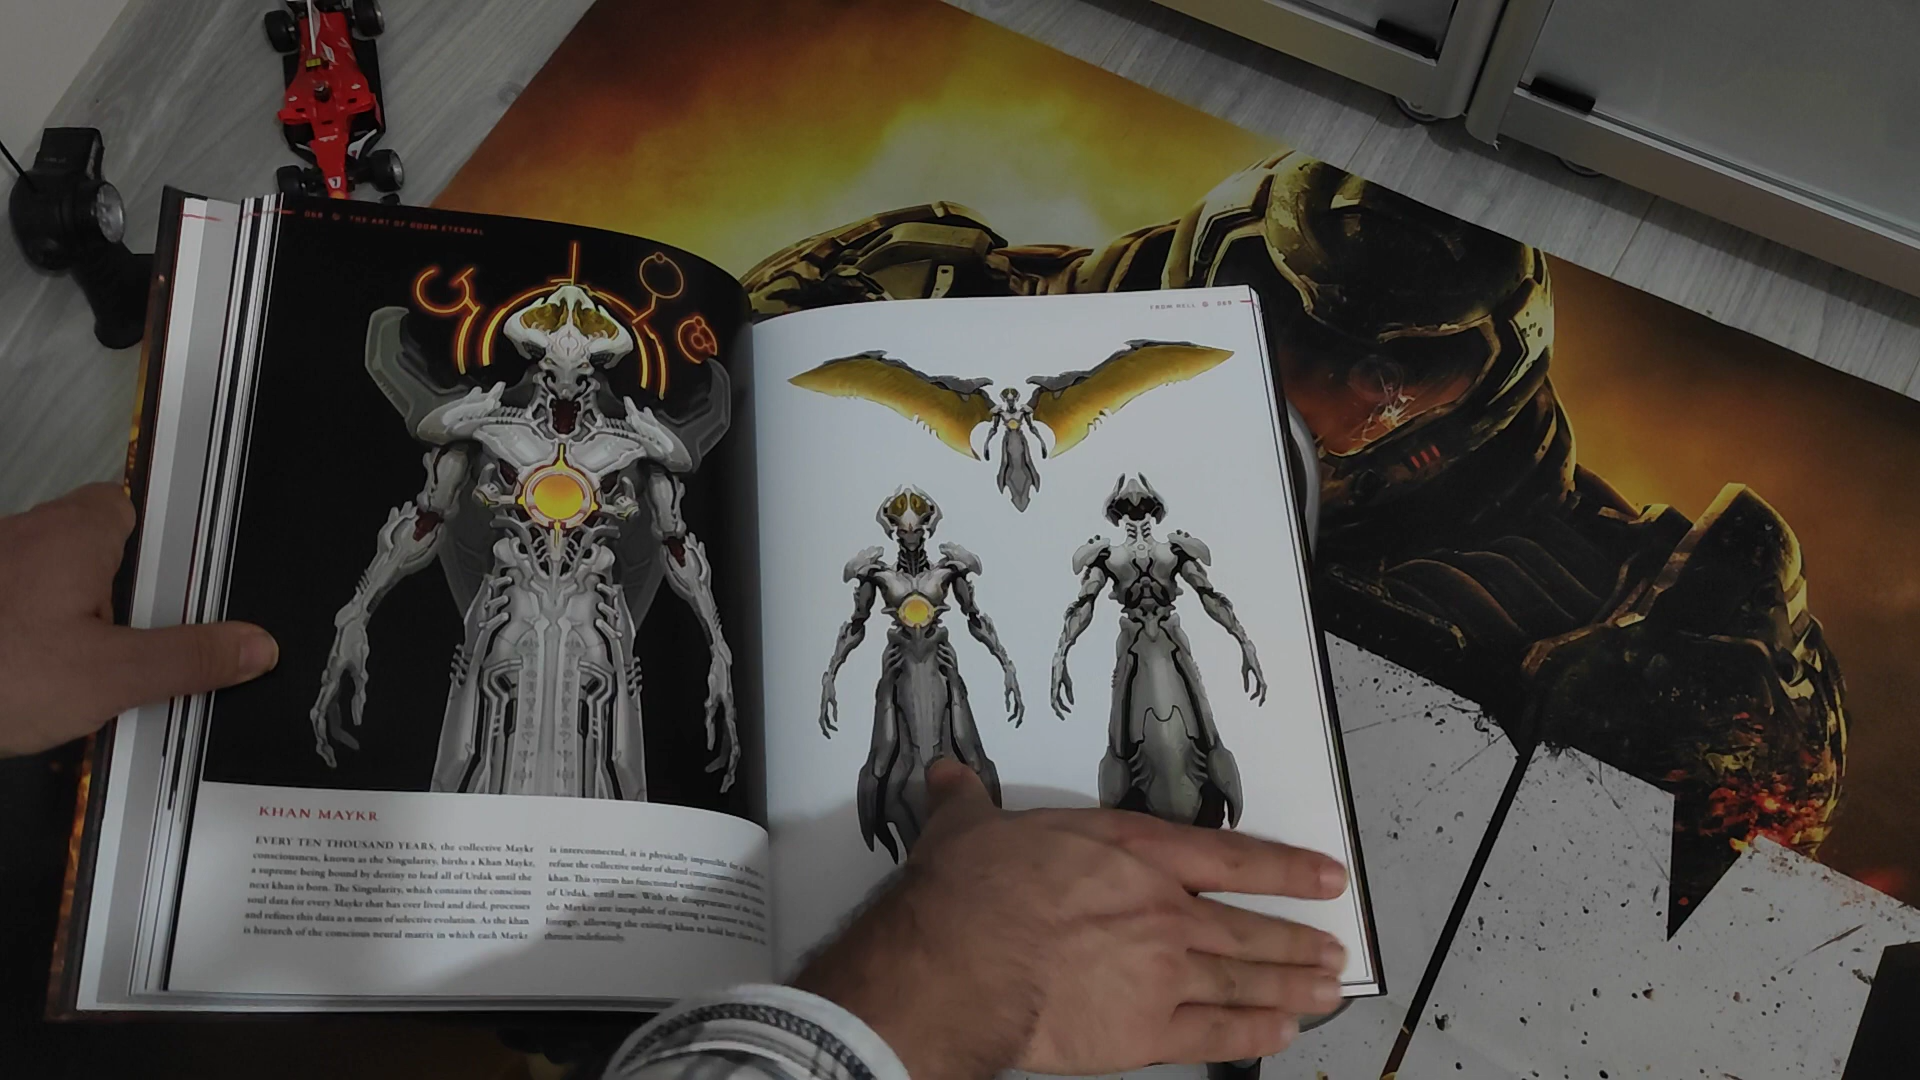 068 THE ART OF DOOM ETERNAL
FROM HELL 069
KHAN MAYKR
EVERY TEN THOUSAND YEARS, the collective Maykr
consciousness, known as the Singularity, births a Khan Maykr,
a supreme being bound by destiny to lead all of Urdak until the
next khan is born. The Singularity, which contains the conscious
soul data for every Maykr that has ever lived and died, processes
and refines this data as a means of selective evolution. As the khan
is hierarch of the conscious neural matrix in which each Maykr
is interconnected, it is physically impossible for a
refuse the collective order of shared consciousness
khan. This system has functioned without
of Urdak, until now. With the disappearance of the
the Maykrs are incapable of creating a
lineage, allowing the existing khan to hold her
throne indefinitely.